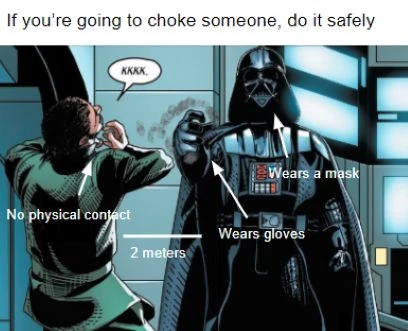 If you're going to choke someone, do it safely
KKKK.
Wears a mask
No physical contact
Wears gloves
2 meters